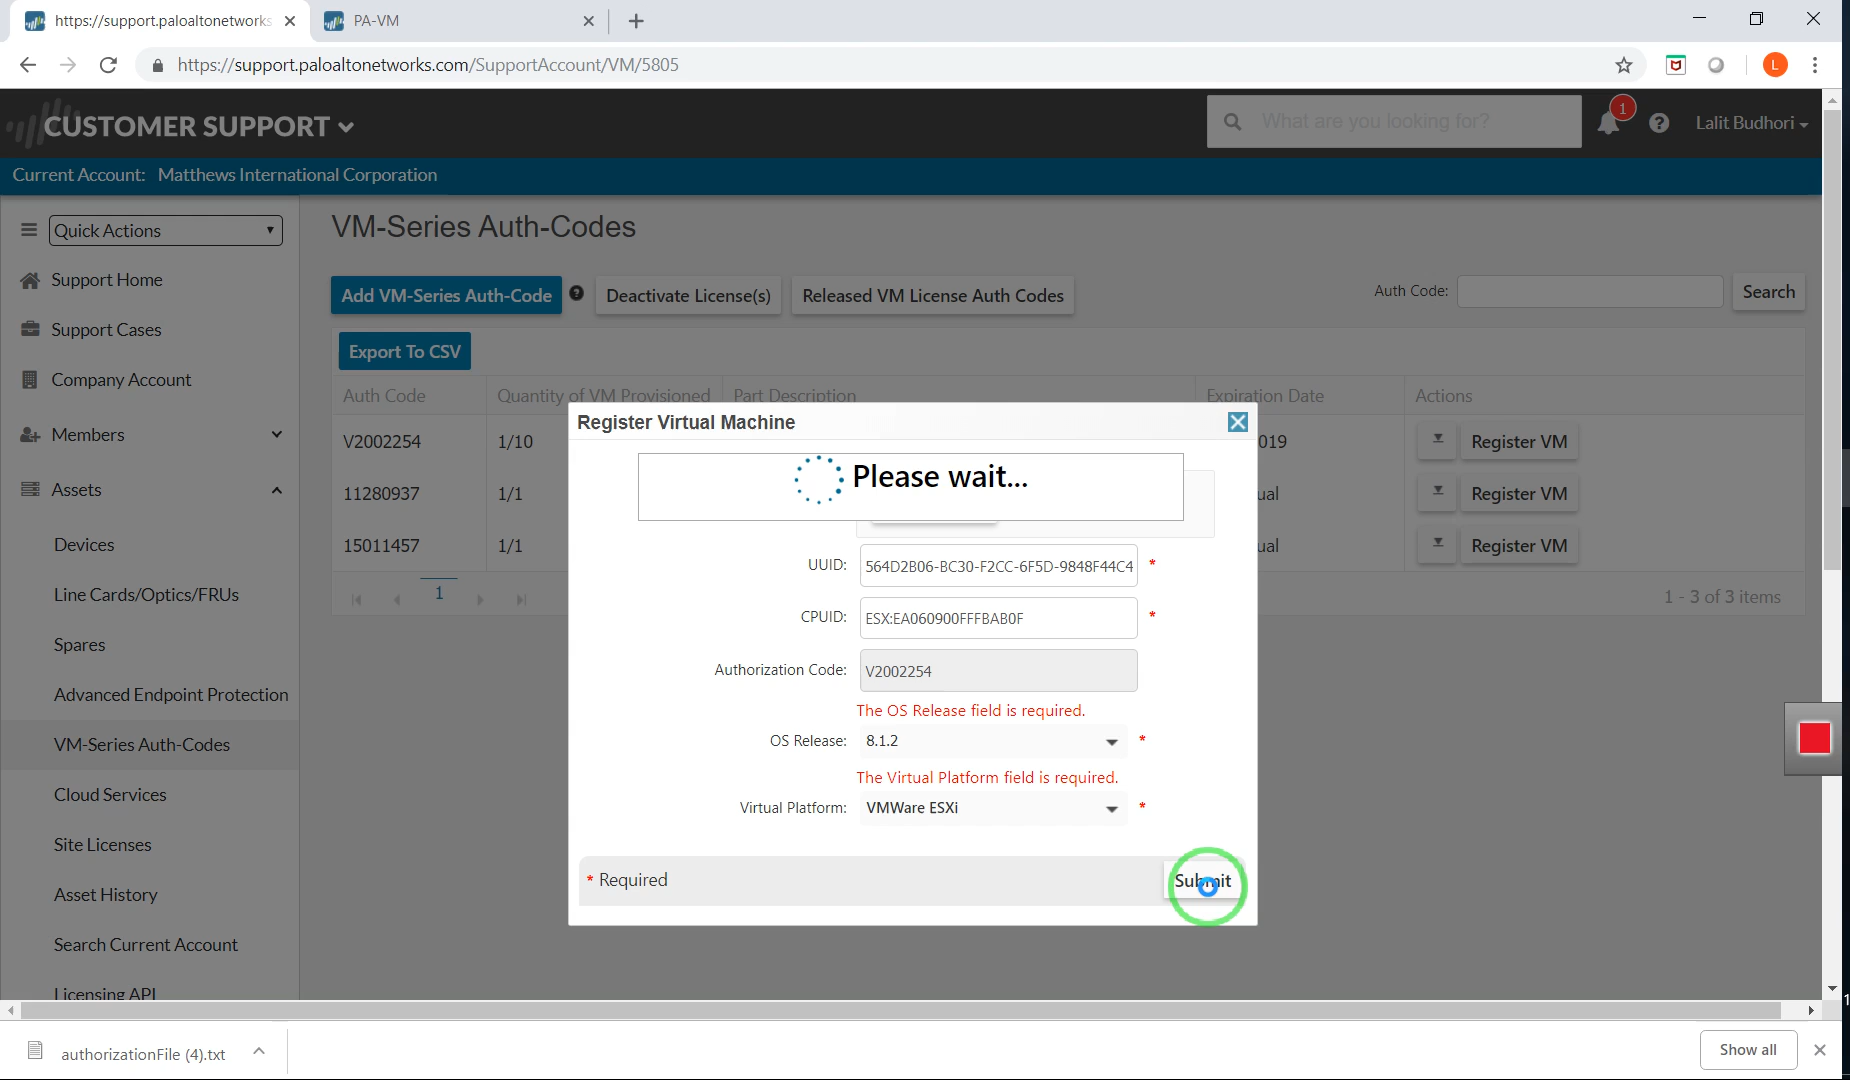 https://support.paloaltonetworks
PA-VM
https://support.paloaltonetworks.com/SupportAccount/VM/5805
L
CUSTOMER SUPPORT
What are you looking for?
1
Lalit Budhori
Current Account: Matthews International Corporation
Quick Actions
Support Home
Support Cases
Company Account
Members
Assets
Devices
Line Cards/Optics/FRUs
Spares
Advanced Endpoint Protection
VM-Series Auth-Codes
Cloud Services
Site Licenses
Asset History
Search Current Account
Licensing API
VM-Series Auth-Codes
Add VM-Series Auth-Code ? Deactivate License(s) Released VM License Auth Codes
Auth Code: Search
Export To CSV
Auth Code Quantity of VM Provisioned Part Description Expiration Date Actions
V2002254 1/10 019 Register VM
11280937 1/1 ual Register VM
15011457 1/1 ual Register VM
1
1 - 3 of 3 items
Register Virtual Machine
Please wait...
UUID: 564D2B06-BC30-F2CC-6F5D-9848F44C4 *
CPUID: ESX:EA060900FFFBAB0F *
Authorization Code: V2002254
The OS Release field is required.
OS Release: 8.1.2 *
The Virtual Platform field is required.
Virtual Platform: VMWare ESXi *
* Required
Submit
authorizationFile (4).txt
Show all